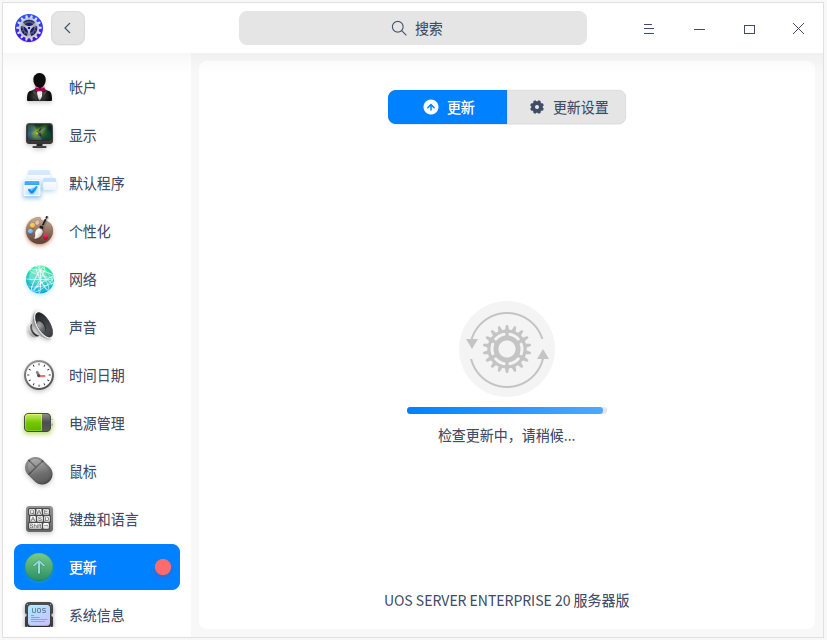 搜索
帐户
显示
默认程序
个性化
网络
声音
时间日期
电源管理
鼠标
键盘和语言
更新
系统信息
更新
更新设置
检查更新中，请稍候...
UOS SERVER ENTERPRISE 20 服务器版